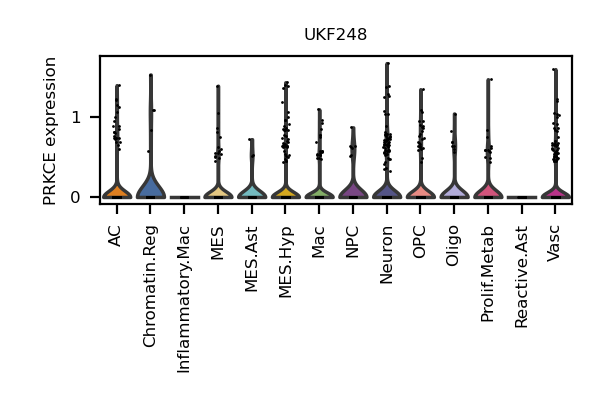 UKF248
PRKCE expression
1
0
AC
Chromatin.Reg
Inflammatory.Mac
MES
MES.Ast
MES.Hyp
Mac
NPC
Neuron
OPC
Oligo
Prolif.Metab
Reactive.Ast
Vasc